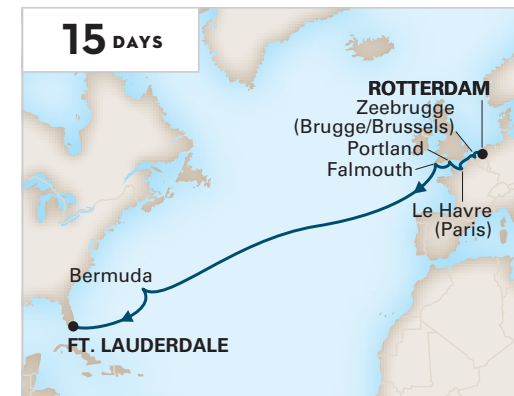 15 DAYS
ROTTERDAM
Zeebrugge
(Brugge/Brussels)
Portland
Falmouth
Le Havre
(Paris)
Bermuda
FT. LAUDERDALE